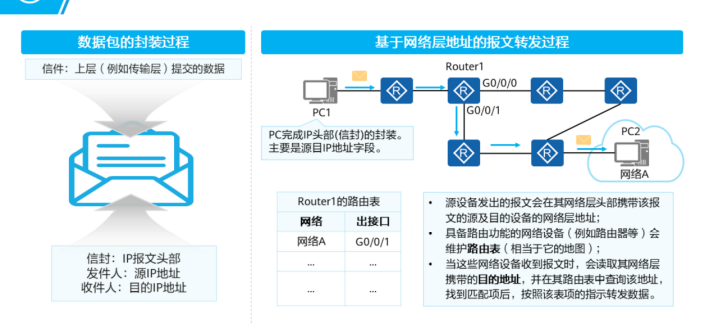 数据包的封装过程
信件：上层（例如传输层）提交的数据
信封：IP报文头部
发件人：源IP地址
收件人：目的IP地址
基于网络层地址的报文转发过程
Router1
G0/0/0
G0/0/1
PC1
PC完成IP头部(信封)的封装。
主要是源目IP地址字段。
PC2
网络A
Router1的路由表
网络 出接口
网络A G0/0/1
... ...
... ...
• 源设备发出的报文会在其网络层头部携带该报
文的源及目的设备的网络层地址；
• 具备路由功能的网络设备（例如路由器等）会
维护路由表（相当于它的地图）；
• 当这些网络设备收到报文时，会读取其网络层
携带的目的地址，并在其路由表中查询该地址，
找到匹配项后，按照该表项的指示转发数据。
R
R
R
R
R
R